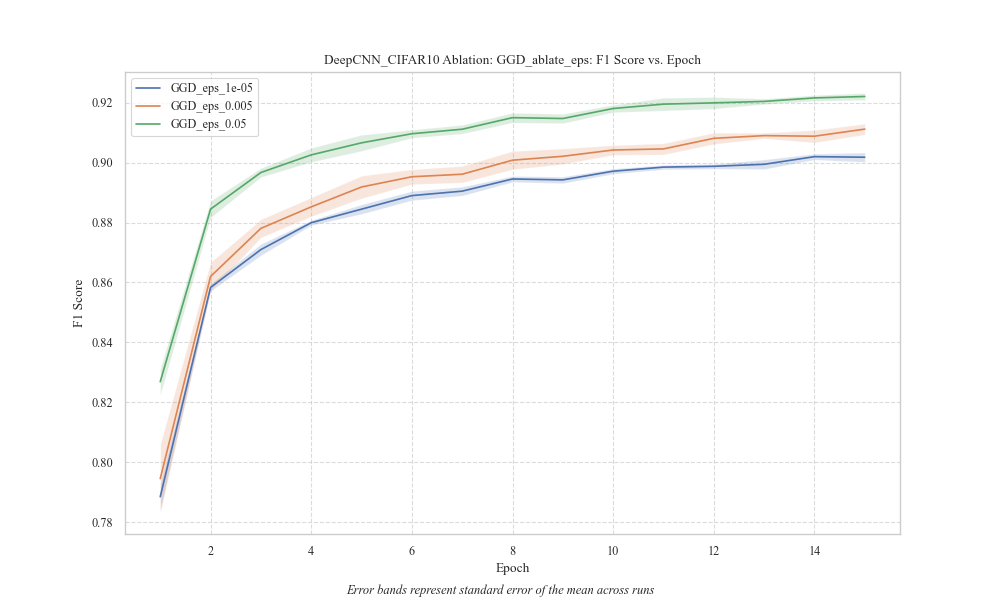 DeepCNN_CIFAR10 Ablation: GGD_ablate_eps: F1 Score vs. Epoch
GGD_eps_1e-05
GGD_eps_0.005
GGD_eps_0.05
F1 Score
0.92
0.90
0.88
0.86
0.84
0.82
0.80
0.78
2 4 6 8 10 12 14
Epoch
Error bands represent standard error of the mean across runs